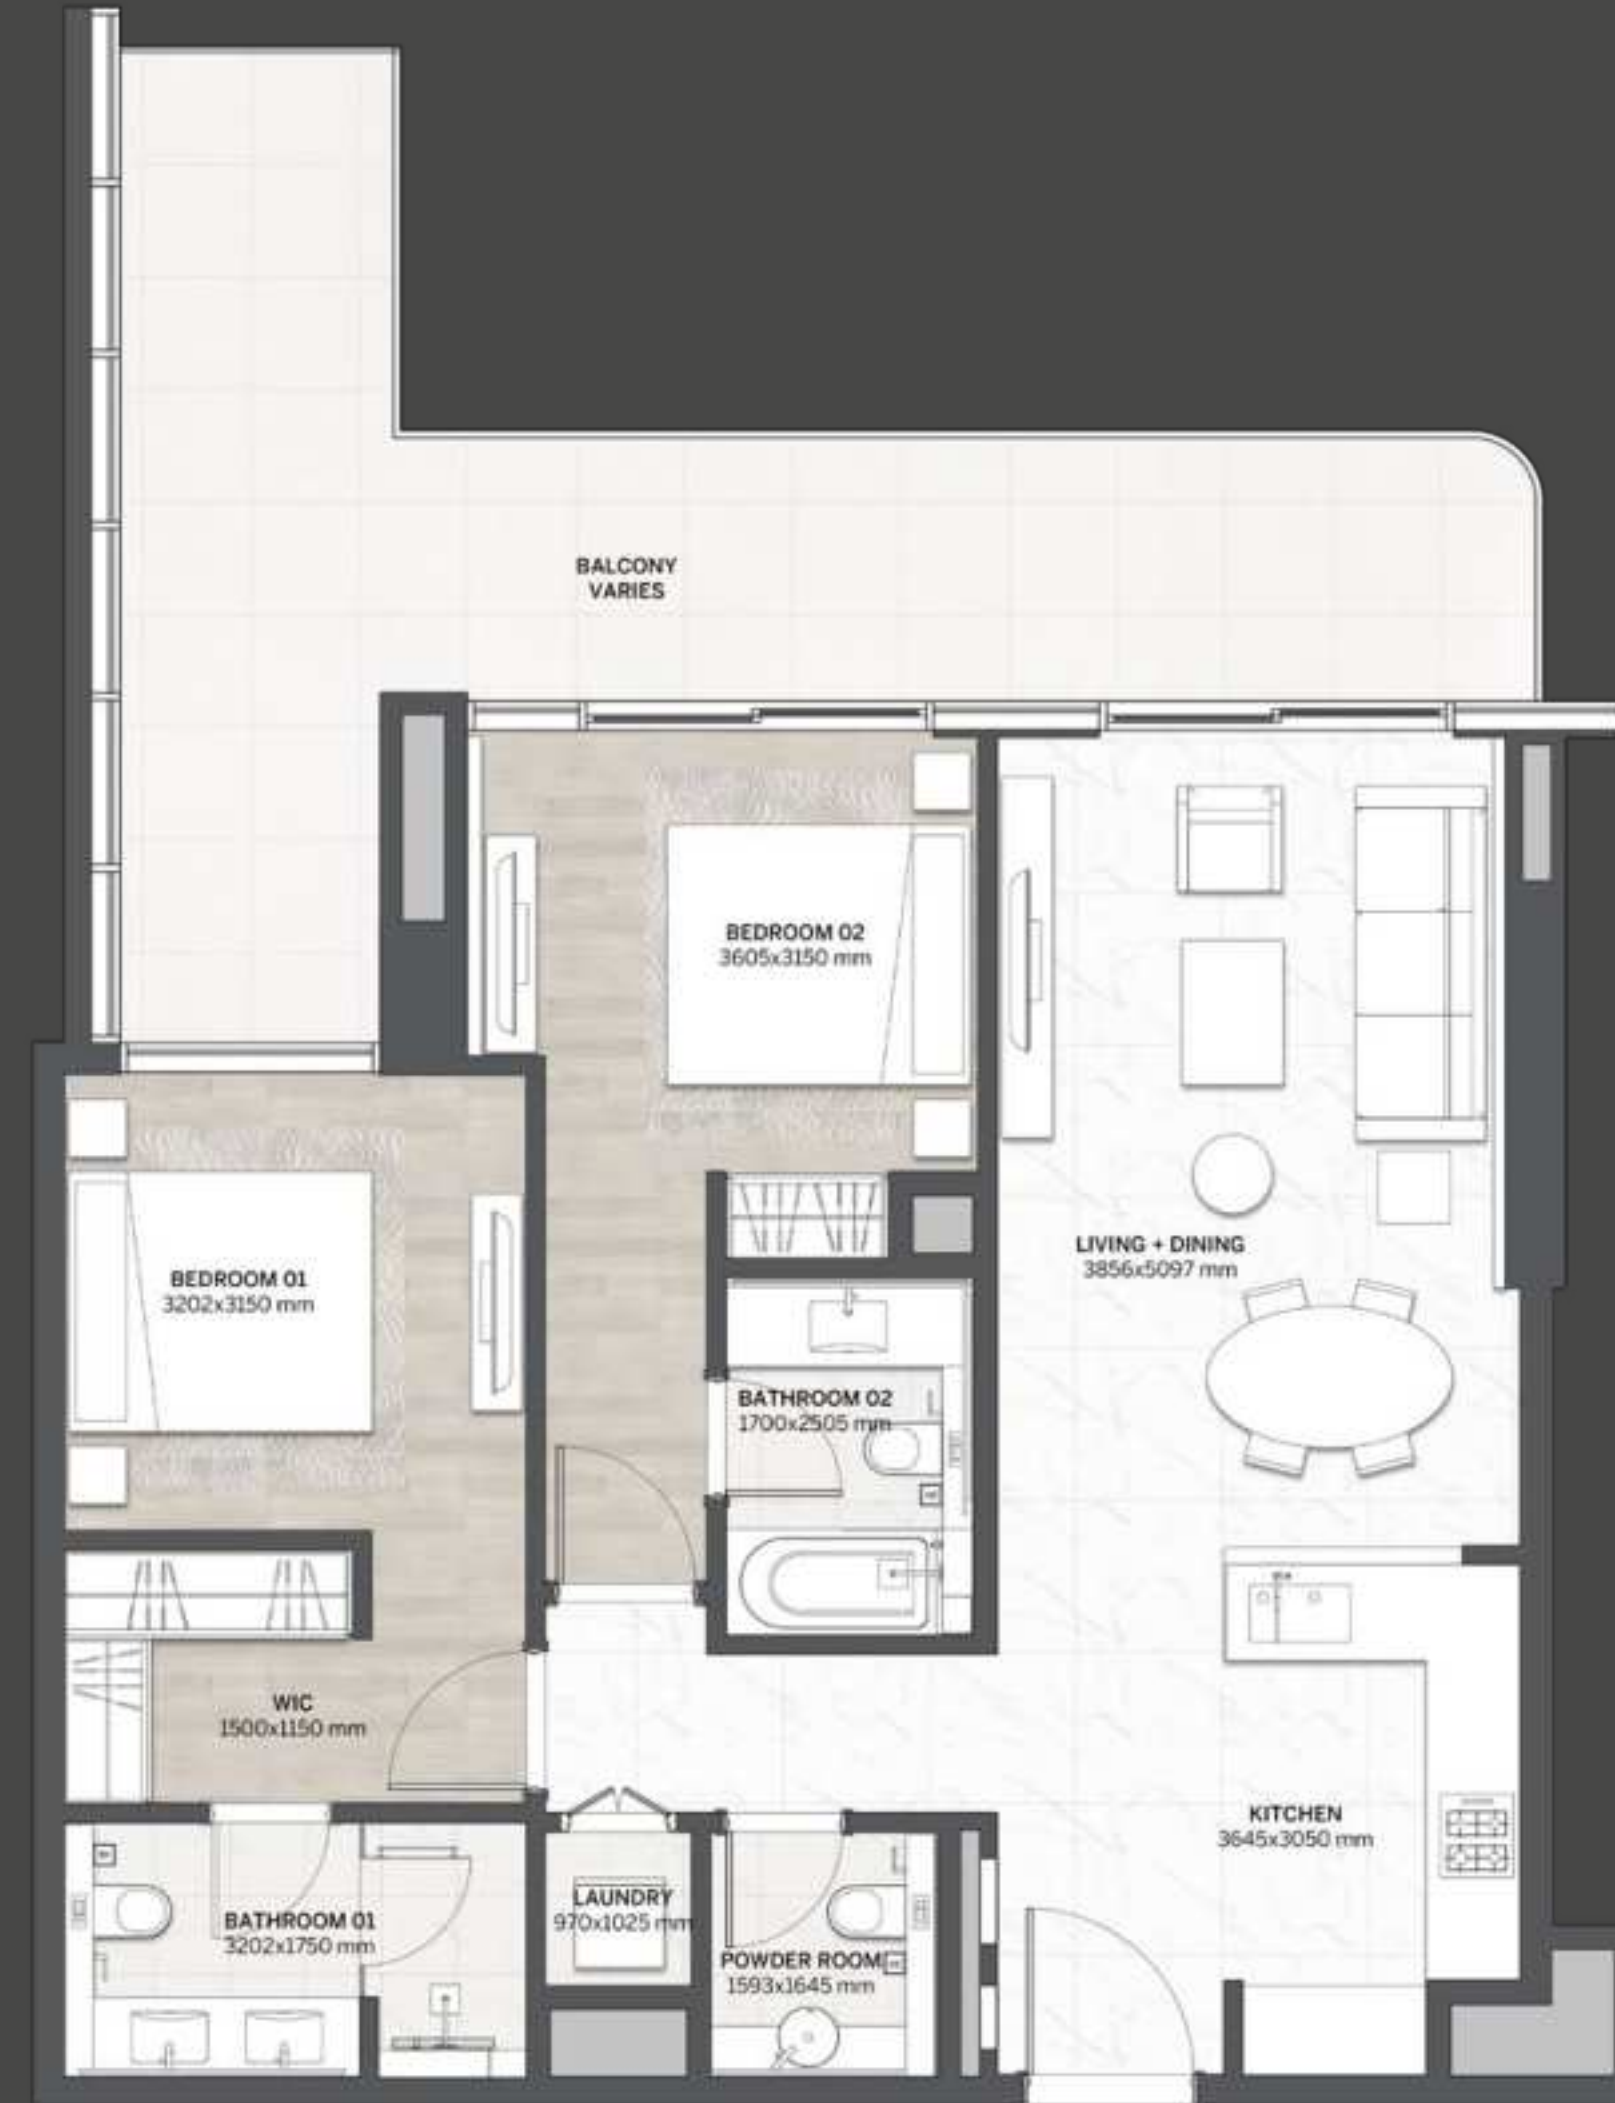 BALCONY
VARIES
BEDROOM 02
3605x3150 mm
LIVING + DINING
3856x5097 mm
BEDROOM 01
3202x3150 mm
BATHROOM 02
1700x2505 mm
WIC
1500x1150 mm
KITCHEN
3645x3050 mm
LAUNDRY
970x1025 mm
BATHROOM 01
3202x1750 mm
POWDER ROOM
1593x1645 mm